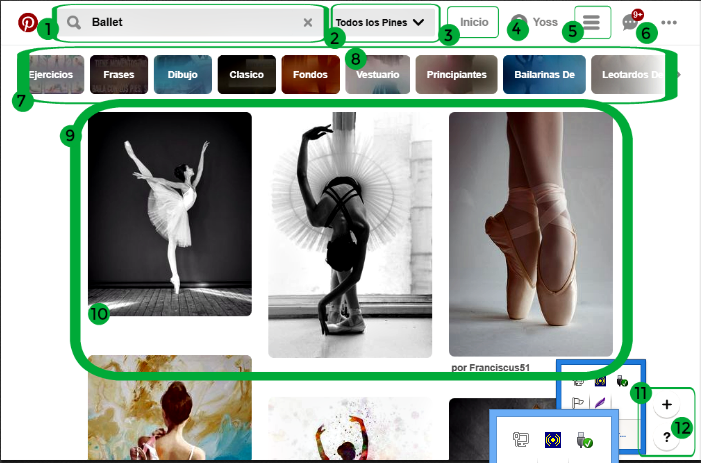 1 Ballet × 2 Todos los Pines 3 Inicio 4 Yoss 5 9+ 6
7 Ejercicios Frases Dibujo Clasico Fondos 8 Vestuario Principiantes Bailarinas De Leotardos De
9
10
por Franciscus51
11 +
12 ?